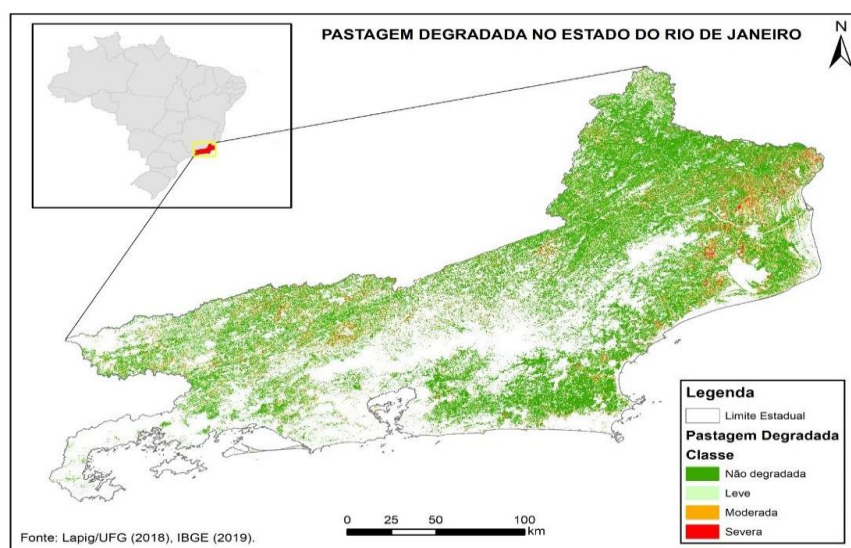 PASTAGEM DEGRADADA NO ESTADO DO RIO DE JANEIRO
N
Legenda
Limite Estadual
Pastagem Degradada
Classe
Não degradada
Leve
Moderada
Severa
0 25 50 100
km
Fonte: Lapig/UFG (2018), IBGE (2019).